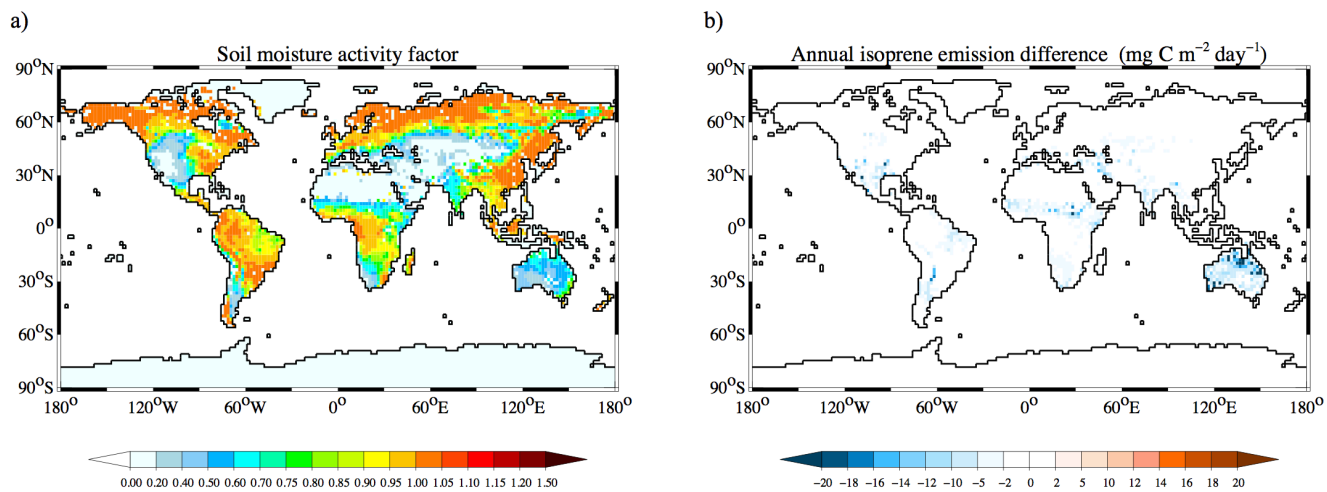 a)
Soil moisture activity factor
90°N
60°N
30°N
0°
30°S
60°S
90°S
180° 120°W 60°W 0° 60°E 120°E 180°
0.00 0.20 0.40 0.50 0.60 0.70 0.75 0.80 0.85 0.90 0.95 1.00 1.05 1.10 1.15 1.20 1.50
b)
Annual isoprene emission difference (mg C m⁻² day⁻¹)
90°N
60°N
30°N
0°
30°S
60°S
90°S
180° 120°W 60°W 0° 60°E 120°E 180°
−20 −18 −16 −14 −12 −10 −5 −2 0 2 5 10 12 14 16 18 20